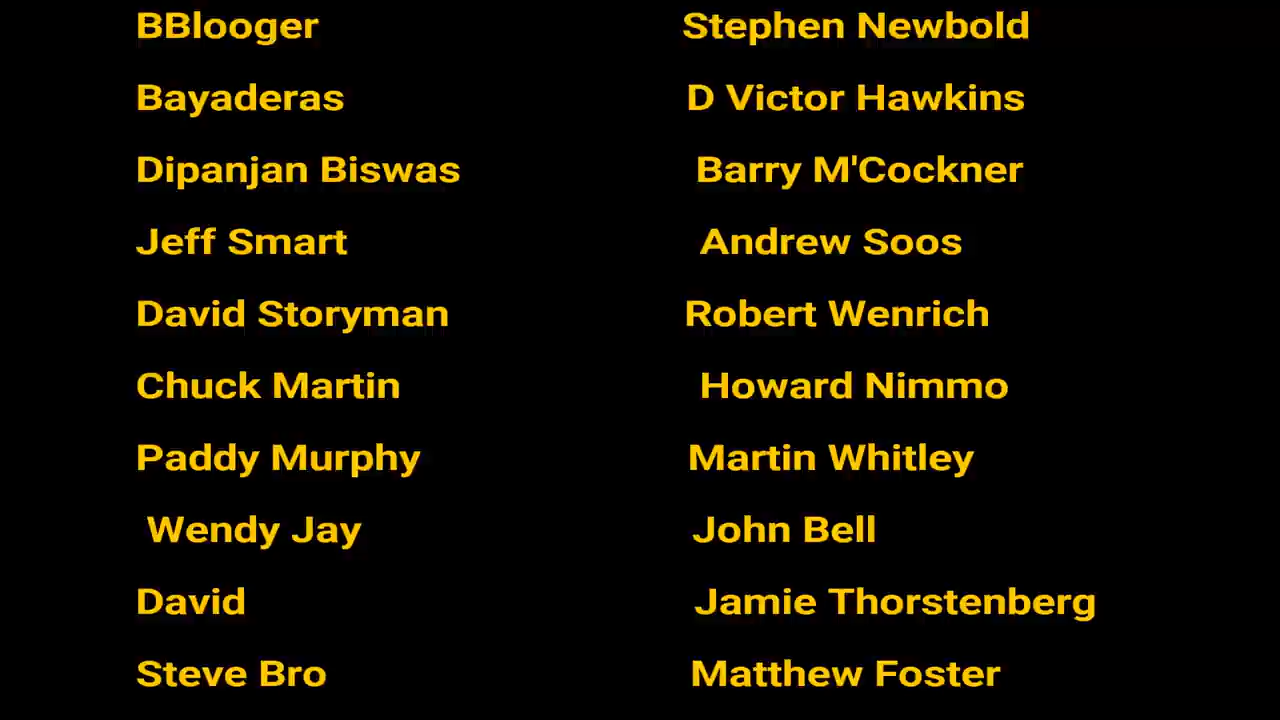 BBlooger
Stephen Newbold
Bayaderas
D Victor Hawkins
Dipanjan Biswas
Barry M'Cockner
Jeff Smart
Andrew Soos
David Storyman
Robert Wenrich
Chuck Martin
Howard Nimmo
Paddy Murphy
Martin Whitley
Wendy Jay
John Bell
David
Jamie Thorstenberg
Steve Bro
Matthew Foster